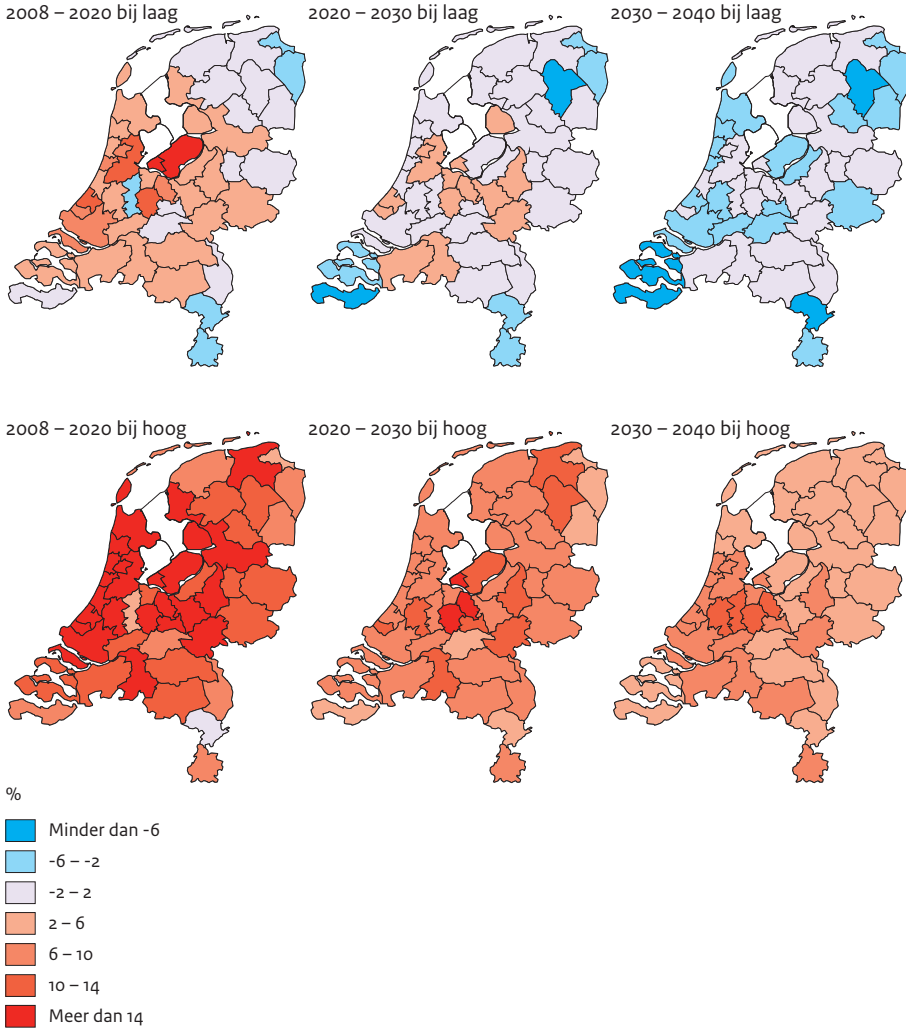 2008 – 2020 bij laag
2020 – 2030 bij laag
2030 – 2040 bij laag
2008 – 2020 bij hoog
2020 – 2030 bij hoog
2030 – 2040 bij hoog
%
Minder dan -6
-6 – -2
-2 – 2
2 – 6
6 – 10
10 – 14
Meer dan 14